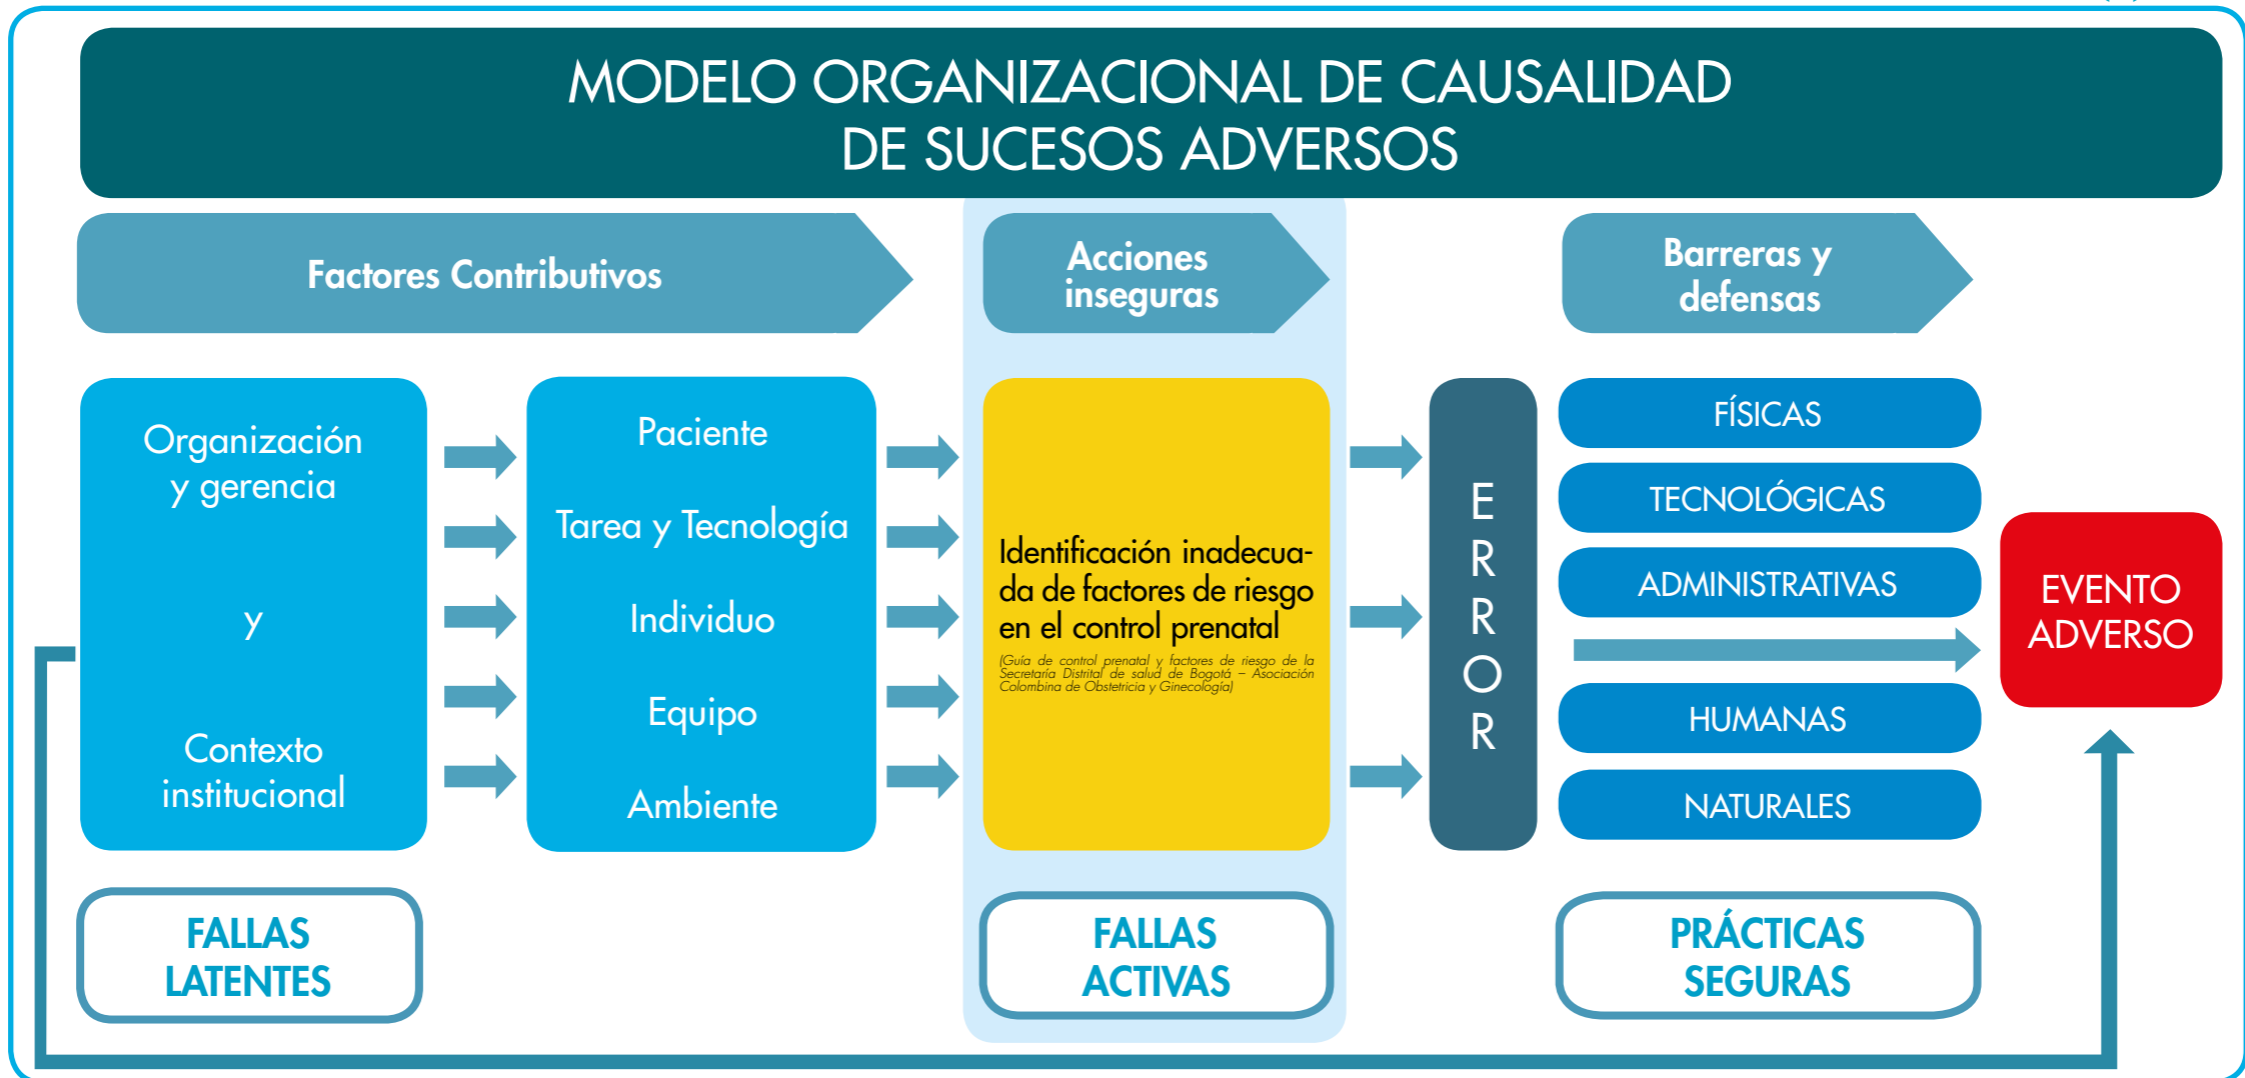 MODELO ORGANIZACIONAL DE CAUSALIDAD
DE SUCESOS ADVERSOS
Factores Contributivos
Acciones
inseguras
Barreras y
defensas
Organización
y gerencia
y
Contexto
institucional
Paciente
Tarea y Tecnología
Individuo
Equipo
Ambiente
Identificación inadecua-
da de factores de riesgo
en el control prenatal
(Guía de control prenatal y factores de riesgo de la
Secretaría Distrital de salud de Bogotá – Asociación
Colombina de Obstetricia y Ginecología)
E
R
R
O
R
FÍSICAS
TECNOLÓGICAS
ADMINISTRATIVAS
HUMANAS
NATURALES
EVENTO
ADVERSO
FALLAS
LATENTES
FALLAS
ACTIVAS
PRÁCTICAS
SEGURAS